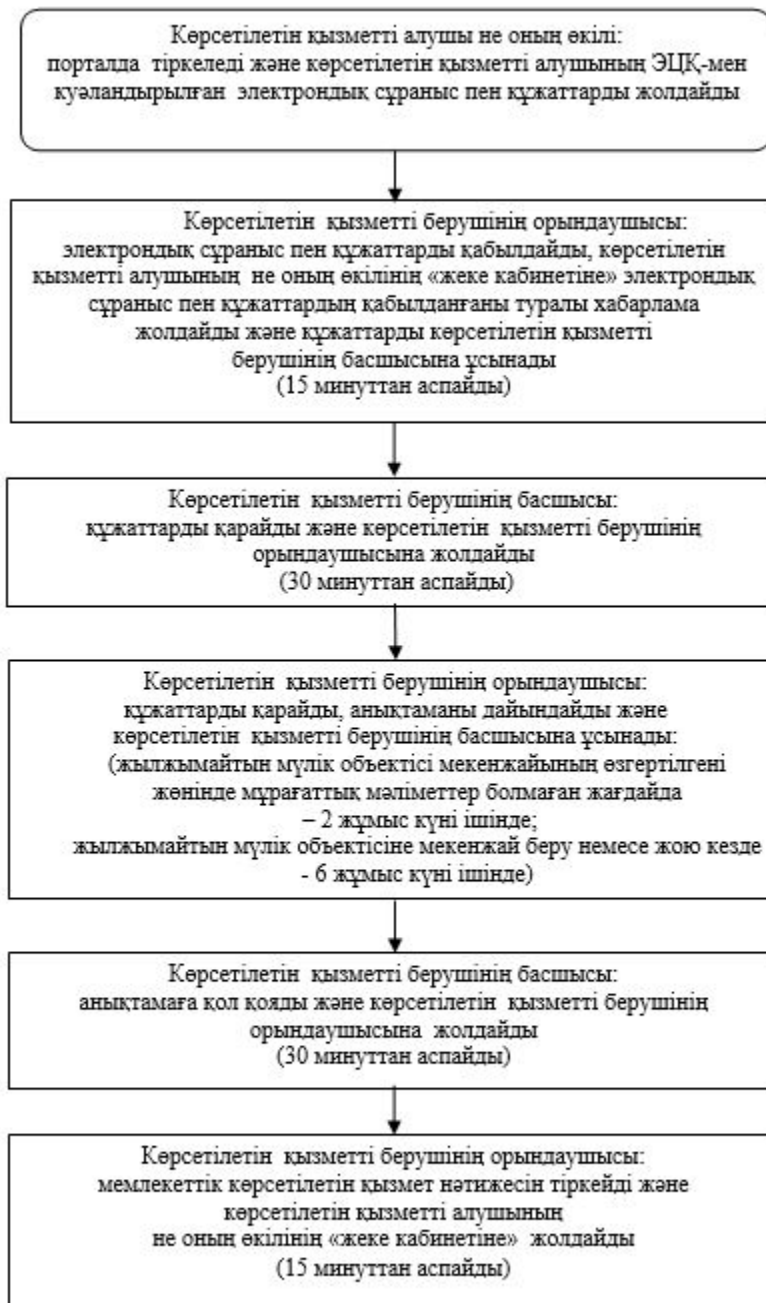 Көрсетілетін қызметті алушы не оның өкілі:
порталда тіркеледі және көрсетілетін қызметті алушының ЭЦҚ-мен
куәландырылған электрондық сұраныс пен құжаттарды жолдайды
Көрсетілетін қызметті берушінің орындаушысы:
электрондық сұраныс пен құжаттарды қабылдайды, көрсетілетін
қызметті алушының не оның өкілінің «жеке кабинетіне» электрондық
сұраныс пен құжаттардың қабылданғаны туралы хабарлама
жолдайды және құжаттарды көрсетілетін қызметті
берушінің басшысына ұсынады
(15 минуттан аспайды)
Көрсетілетін қызметті берушінің басшысы:
құжаттарды қарайды және көрсетілетін қызметті берушінің
орындаушысына жолдайды
(30 минуттан аспайды)
Көрсетілетін қызметті берушінің орындаушысы:
құжаттарды қарайды, анықтаманы дайындайды және
көрсетілетін қызметті берушінің басшысына ұсынады:
(жылжымайтын мүлік объектісі мекенжайының өзгертілгені
жөнінде мұрағаттық мәліметтер болмаған жағдайда
– 2 жұмыс күні ішінде;
жылжымайтын мүлік объектісіне мекенжай беру немесе жою кезде
- 6 жұмыс күні ішінде)
Көрсетілетін қызметті берушінің басшысы:
анықтамаға қол қояды және көрсетілетін қызметті берушінің
орындаушысына жолдайды
(30 минуттан аспайды)
Көрсетілетін қызметті берушінің орындаушысы:
мемлекеттік көрсетілетін қызмет нәтижесін тіркейді және
көрсетілетін қызметті алушының
не оның өкілінің «жеке кабинетіне» жолдайды
(15 минуттан аспайды)